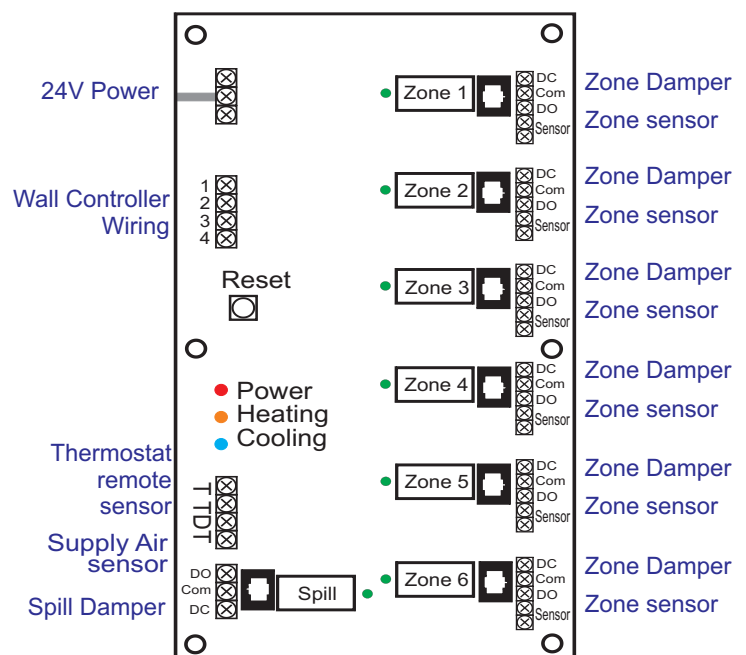 24V Power
Wall Controller
Wiring
1
2
3
4
Reset
Power
Heating
Cooling
Thermostat
remote
sensor
T TDT
Supply Air
sensor
Spill Damper
DO
Com
DC
Spill
Zone 1
DC
Com
DO
Sensor
Zone Damper
Zone sensor
Zone 2
DC
Com
DO
Sensor
Zone Damper
Zone sensor
Zone 3
DC
Com
DO
Sensor
Zone Damper
Zone sensor
Zone 4
DC
Com
DO
Sensor
Zone Damper
Zone sensor
Zone 5
DC
Com
DO
Sensor
Zone Damper
Zone sensor
Zone 6
DC
Com
DO
Sensor
Zone Damper
Zone sensor